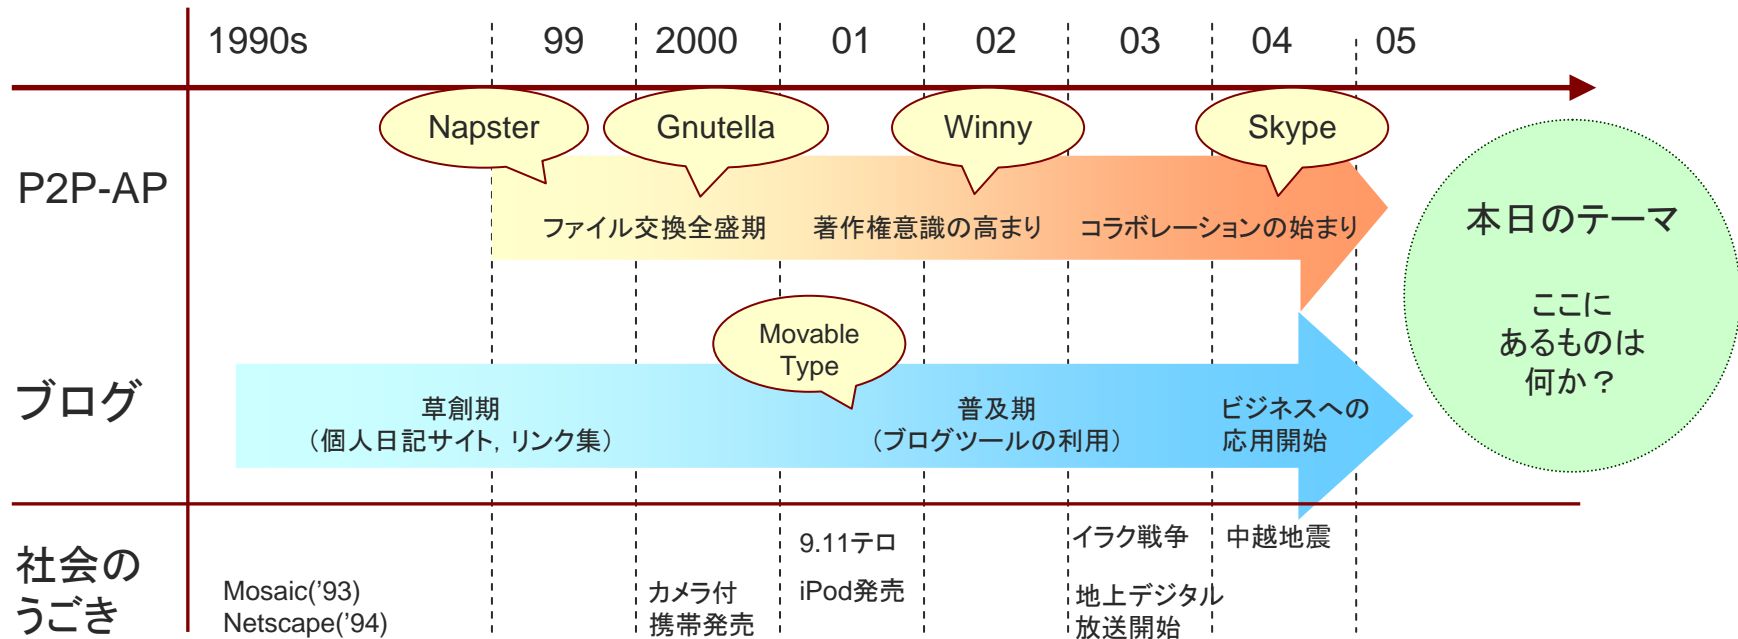 1990s 99 2000 01 02 03 04 05
Napster Gnutella Winny Skype
P2P-AP
ファイル交換全盛期 著作権意識の高まり コラボレーションの始まり
本日のテーマ
ここに
あるものは
何か？
Movable
Type
ブログ
草創期
（個人日記サイト，リンク集）
普及期
（ブログツールの利用）
ビジネスへの
応用開始
社会の
うごき
Mosaic('93)
Netscape('94)
カメラ付
携帯発売
9.11テロ
iPod発売
イラク戦争
地上デジタル
放送開始
中越地震